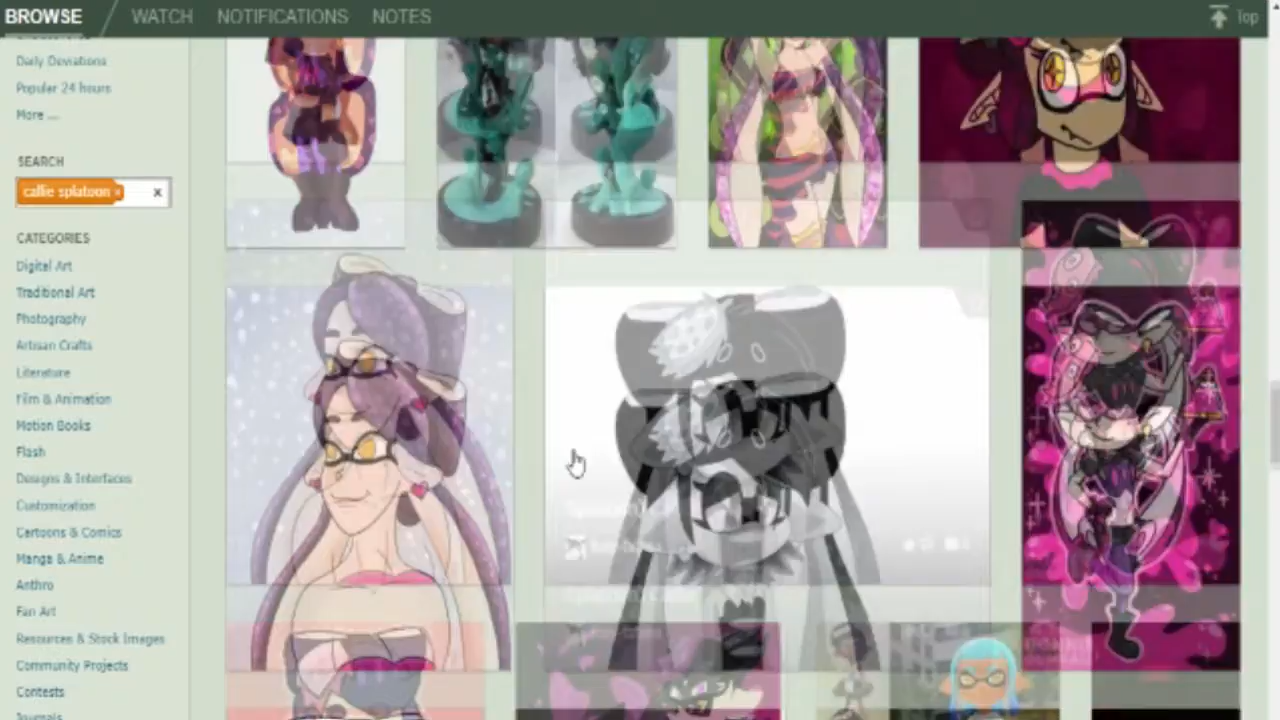 BROWSE WATCH NOTIFICATIONS NOTES Top
Daily Deviations
Popular 24 hours
More ...
SEARCH
callie splatoon x x
CATEGORIES
Digital Art
Traditional Art
Photography
Artisan Crafts
Literature
Film & Animation
Motion Books
Flash
Designs & Interfaces
Customization
Cartoons & Comics
Manga & Anime
Anthro
Fan Art
Resources & Stock Images
Community Projects
Contests
Journals